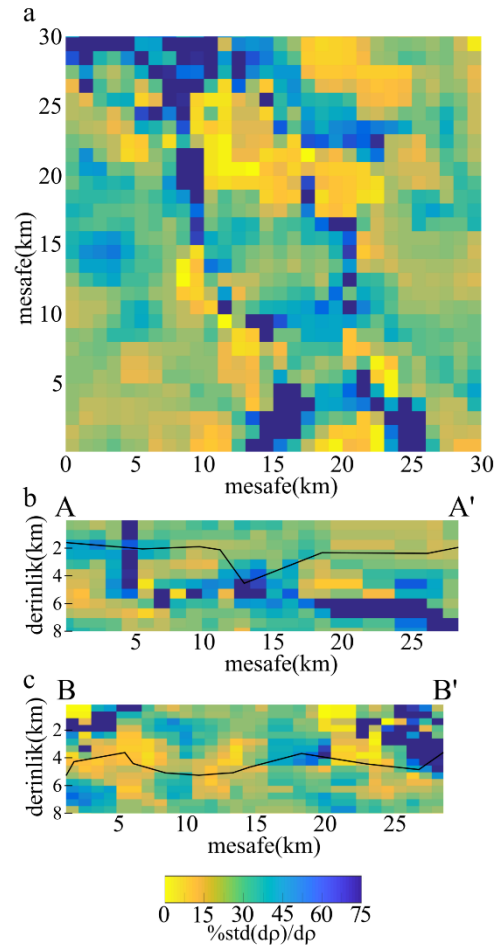 a
30
25
20
15
10
5
mesafe(km)
0 5 10 15 20 25 30
mesafe(km)
b
A A'
2
4
6
8
derinlik(km)
5 10 15 20 25
mesafe(km)
c
B B'
2
4
6
8
derinlik(km)
5 10 15 20 25
mesafe(km)
0 15 30 45 60 75
%std(dρ)/dρ